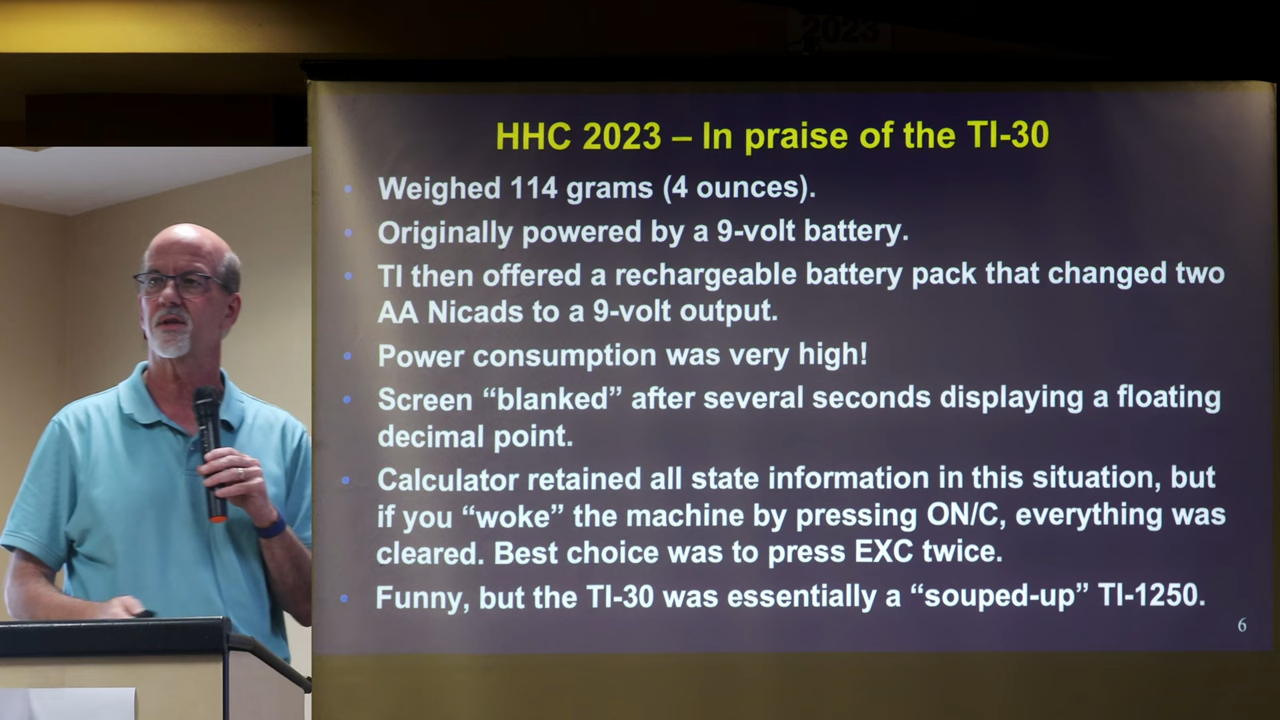 2023
HHC 2023 – In praise of the TI-30
• Weighed 114 grams (4 ounces).
• Originally powered by a 9-volt battery.
• TI then offered a rechargeable battery pack that changed two
AA Nicads to a 9-volt output.
• Power consumption was very high!
• Screen “blanked” after several seconds displaying a floating
decimal point.
• Calculator retained all state information in this situation, but
if you “woke” the machine by pressing ON/C, everything was
cleared. Best choice was to press EXC twice.
• Funny, but the TI-30 was essentially a “souped-up” TI-1250.
6